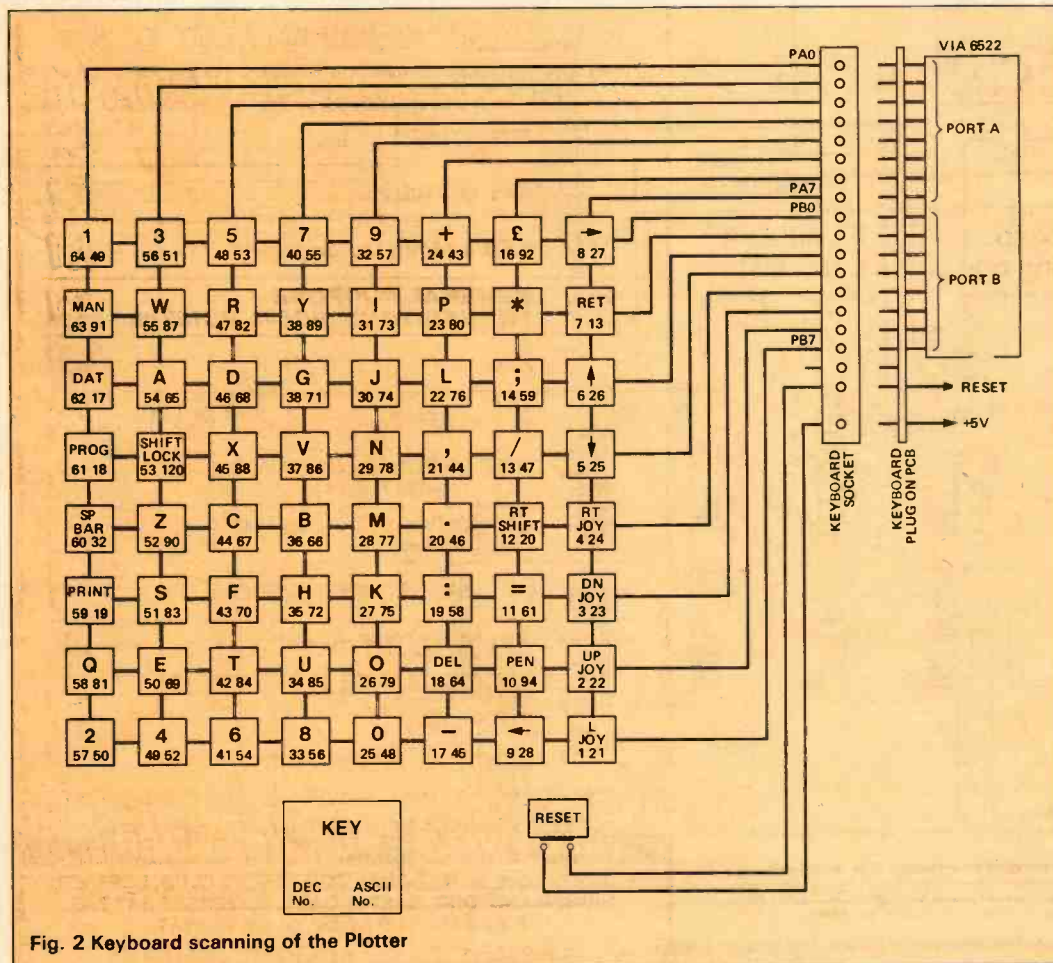 VIA 6522
PA0
PORT A
PA7
PB0
PORT B
PB7
RESET
+5V
KEYBOARD SOCKET
KEYBOARD PLUG ON PCB
1 3 5 7 9 + £ →
64 49 56 51 48 53 40 55 32 57 24 43 16 92 8 27
MAN W R Y I P * RET
63 91 55 87 47 82 38 89 31 73 23 80 7 13
DAT A D G J L ; ↑
62 17 54 65 46 68 38 71 30 74 22 76 14 59 6 26
PROG SHIFT LOCK X V N , / ↓
61 18 53 120 45 88 37 86 29 78 21 44 13 47 5 25
SP BAR Z C B M . RT SHIFT RT JOY
60 32 52 90 44 67 36 66 28 77 20 46 12 20 4 24
PRINT S F H K : = DN JOY
59 19 51 83 43 70 35 72 27 75 19 58 11 61 3 23
Q E T U O DEL PEN UP JOY
58 81 50 69 42 84 34 85 26 79 18 64 10 94 2 22
2 4 6 8 0 − ← L JOY
57 50 49 52 41 54 33 56 25 48 17 45 9 28 1 21
KEY
DEC No. ASCII No.
RESET
Fig. 2 Keyboard scanning of the Plotter